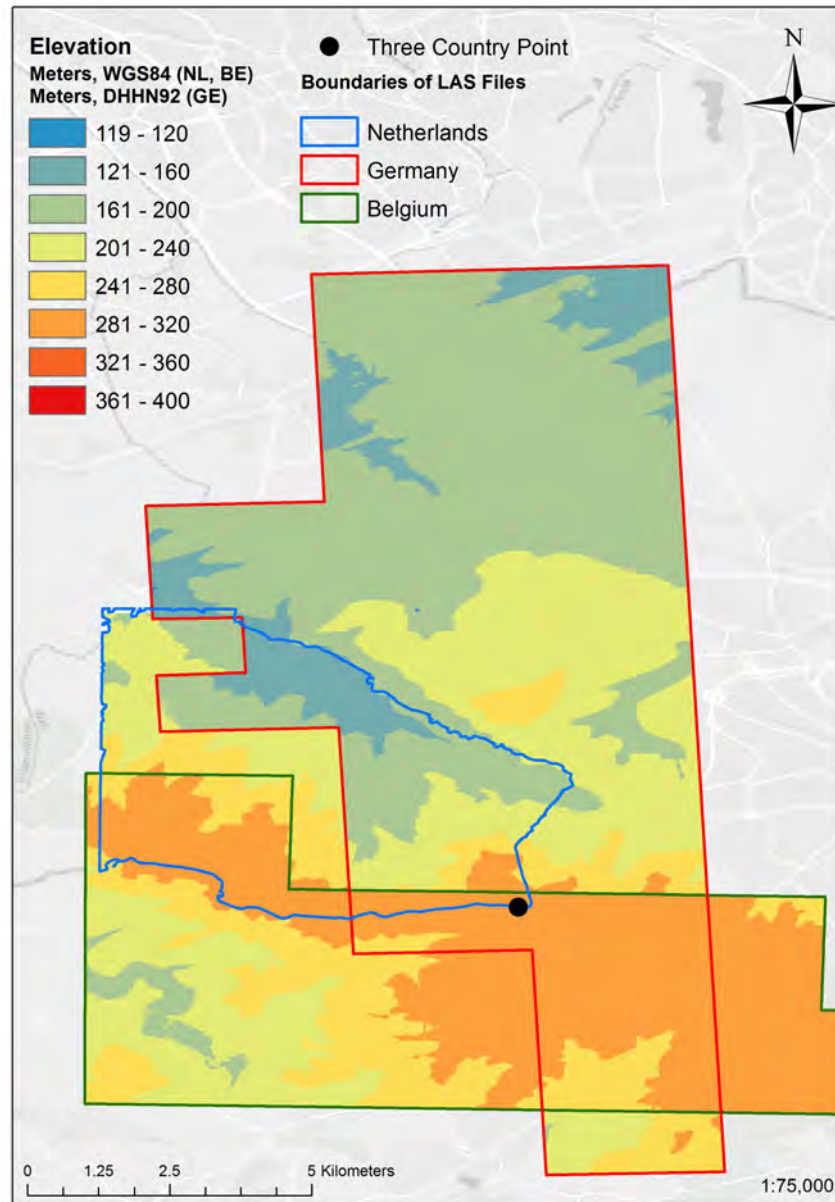 Elevation
Meters, WGS84 (NL, BE)
Meters, DHHN92 (GE)
119 - 120
121 - 160
161 - 200
201 - 240
241 - 280
281 - 320
321 - 360
361 - 400
Three Country Point
Boundaries of LAS Files
Netherlands
Germany
Belgium
N
0 1.25 2.5 5 Kilometers
1:75,000